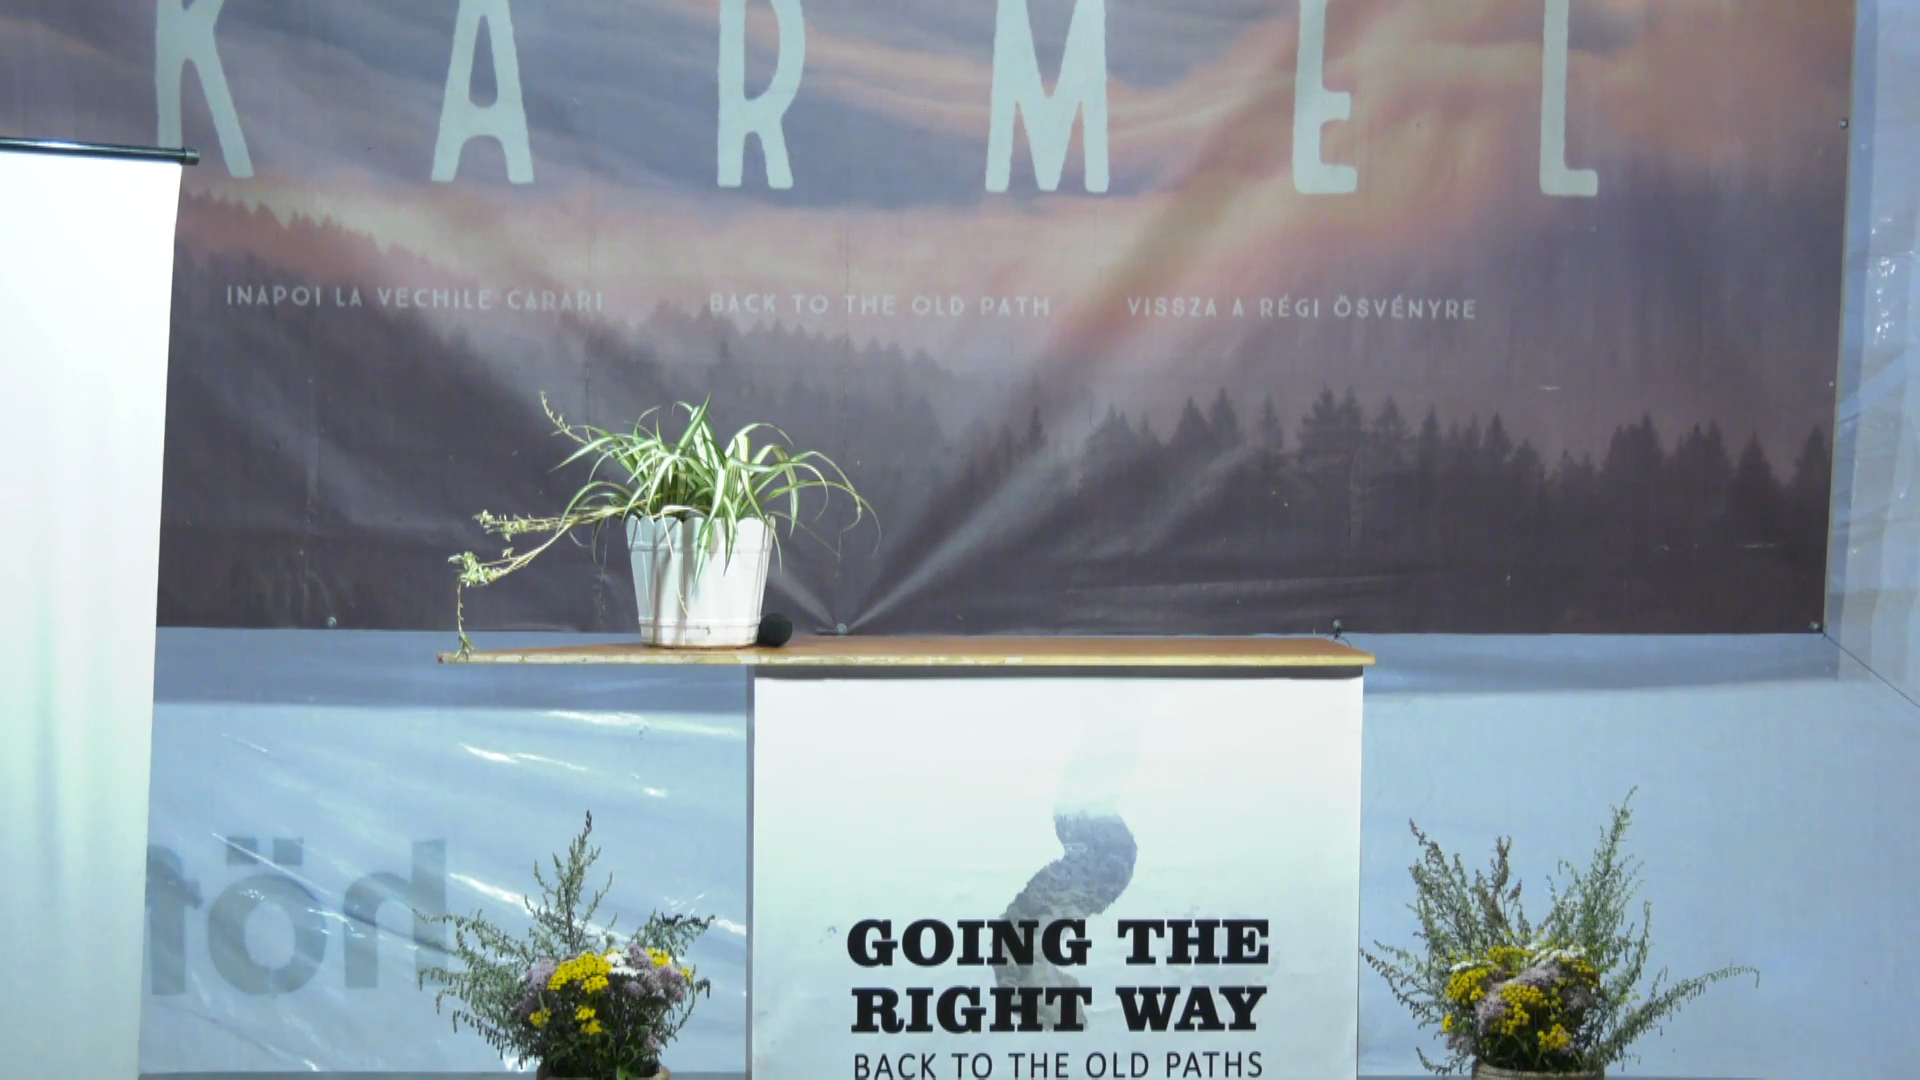 KARMEL
INAPOI LA VECHILE CARARI
BACK TO THE OLD PATH
VISSZA A RÉGI ÖSVÉNYRE
GOING THE
RIGHT WAY
BACK TO THE OLD PATHS